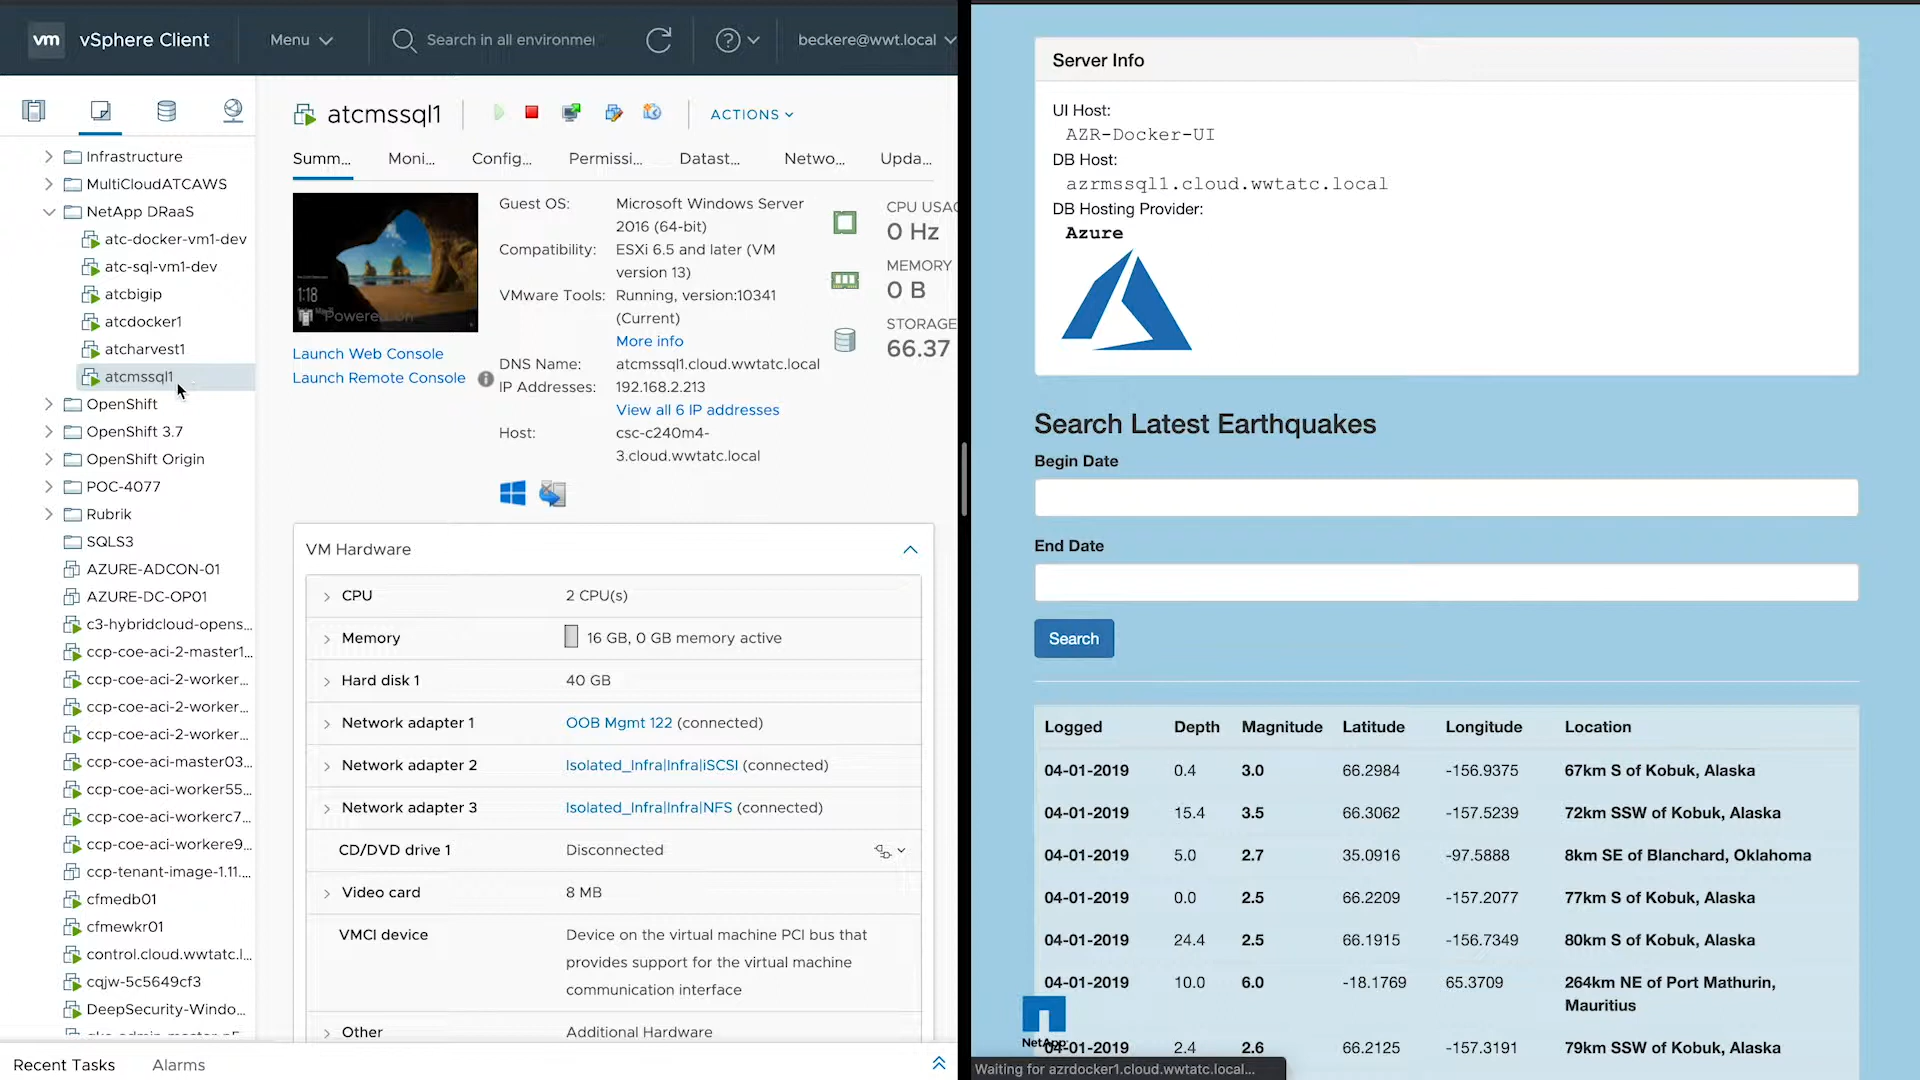 vm vSphere Client Menu Search in all environme beckere@wwt.local
Infrastructure
MultiCloudATCAWS
NetApp DRaaS
atc-docker-vm1-dev
atc-sql-vm1-dev
atcbigip
atcdocker1
atcharvest1
atcmssql1
OpenShift
OpenShift 3.7
OpenShift Origin
POC-4077
Rubrik
SQLS3
AZURE-ADCON-01
AZURE-DC-OP01
c3-hybridcloud-opens...
ccp-coe-aci-2-master1...
ccp-coe-aci-2-worker...
ccp-coe-aci-2-worker...
ccp-coe-aci-2-worker...
ccp-coe-aci-master03...
ccp-coe-aci-worker55...
ccp-coe-aci-workerc7...
ccp-coe-aci-workere9...
ccp-tenant-image-1.11....
cfmedb01
cfmewkr01
control.cloud.wwtatc.l...
cqjw-5c5649cf3
DeepSecurity-Windo...
Recent Tasks Alarms
atcmssql1 ACTIONS
Summ... Moni... Config... Permissi... Datast... Netwo... Upda...
1:18
Powered On
Launch Web Console
Launch Remote Console
Guest OS: Microsoft Windows Server
2016 (64-bit)
Compatibility: ESXi 6.5 and later (VM
version 13)
VMware Tools: Running, version:10341
(Current)
More info
DNS Name: atcmssql1.cloud.wwtatc.local
IP Addresses: 192.168.2.213
View all 6 IP addresses
Host: csc-c240m4-
3.cloud.wwtatc.local
CPU USAG
0 Hz
MEMORY
0 B
STORAGE
66.37
VM Hardware
CPU 2 CPU(s)
Memory 16 GB, 0 GB memory active
Hard disk 1 40 GB
Network adapter 1 OOB Mgmt 122 (connected)
Network adapter 2 Isolated_Infra|Infra|iSCSI (connected)
Network adapter 3 Isolated_Infra|Infra|NFS (connected)
CD/DVD drive 1 Disconnected
Video card 8 MB
VMCI device Device on the virtual machine PCI bus that
provides support for the virtual machine
communication interface
Other Additional Hardware
Server Info
UI Host:
AZR-Docker-UI
DB Host:
azrmssql1.cloud.wwtatc.local
DB Hosting Provider:
Azure
Search Latest Earthquakes
Begin Date
End Date
Search
Logged Depth Magnitude Latitude Longitude Location
04-01-2019 0.4 3.0 66.2984 -156.9375 67km S of Kobuk, Alaska
04-01-2019 15.4 3.5 66.3062 -157.5239 72km SSW of Kobuk, Alaska
04-01-2019 5.0 2.7 35.0916 -97.5888 8km SE of Blanchard, Oklahoma
04-01-2019 0.0 2.5 66.2209 -157.2077 77km S of Kobuk, Alaska
04-01-2019 24.4 2.5 66.1915 -156.7349 80km S of Kobuk, Alaska
04-01-2019 10.0 6.0 -18.1769 65.3709 264km NE of Port Mathurin,
Mauritius
NetApp
04-01-2019 2.4 2.6 66.2125 -157.3191 79km SSW of Kobuk, Alaska
Waiting for azrdocker1.cloud.wwtatc.local...